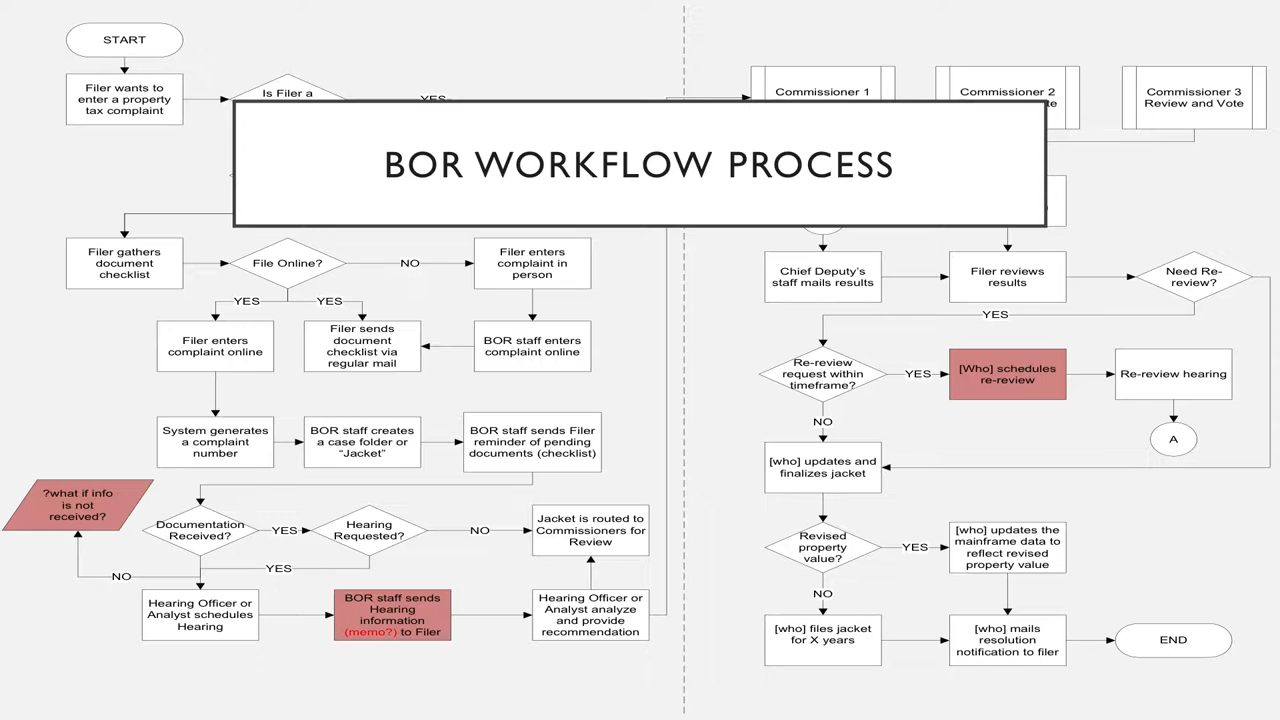 START
Filer wants to
enter a property
tax complaint
Is Filer a
YES
BOR WORKFLOW PROCESS
Filer gathers
document
checklist
File Online?
NO
Filer enters
complaint in
person
YES
YES
Filer enters
complaint online
Filer sends
document
checklist via
regular mail
BOR staff enters
complaint online
System generates
a complaint
number
BOR staff creates
a case folder or
“Jacket”
BOR staff sends Filer
reminder of pending
documents (checklist)
?what if info
is not
received?
Documentation
Received?
YES
Hearing
Requested?
NO
Jacket is routed to
Commissioners for
Review
NO
YES
Hearing Officer or
Analyst schedules
Hearing
BOR staff sends
Hearing
information
(memo?) to Filer
Hearing Officer or
Analyst analyze
and provide
recommendation
Commissioner 1
Commissioner 2
te
Commissioner 3
Review and Vote
Chief Deputy’s
staff mails results
Filer reviews
results
Need Re-
review?
YES
Re-review
request within
timeframe?
YES
[Who] schedules
re-review
Re-review hearing
NO
A
[who] updates and
finalizes jacket
Revised
property
value?
YES
[who] updates the
mainframe data to
reflect revised
property value
NO
[who] files jacket
for X years
[who] mails
resolution
notification to filer
END